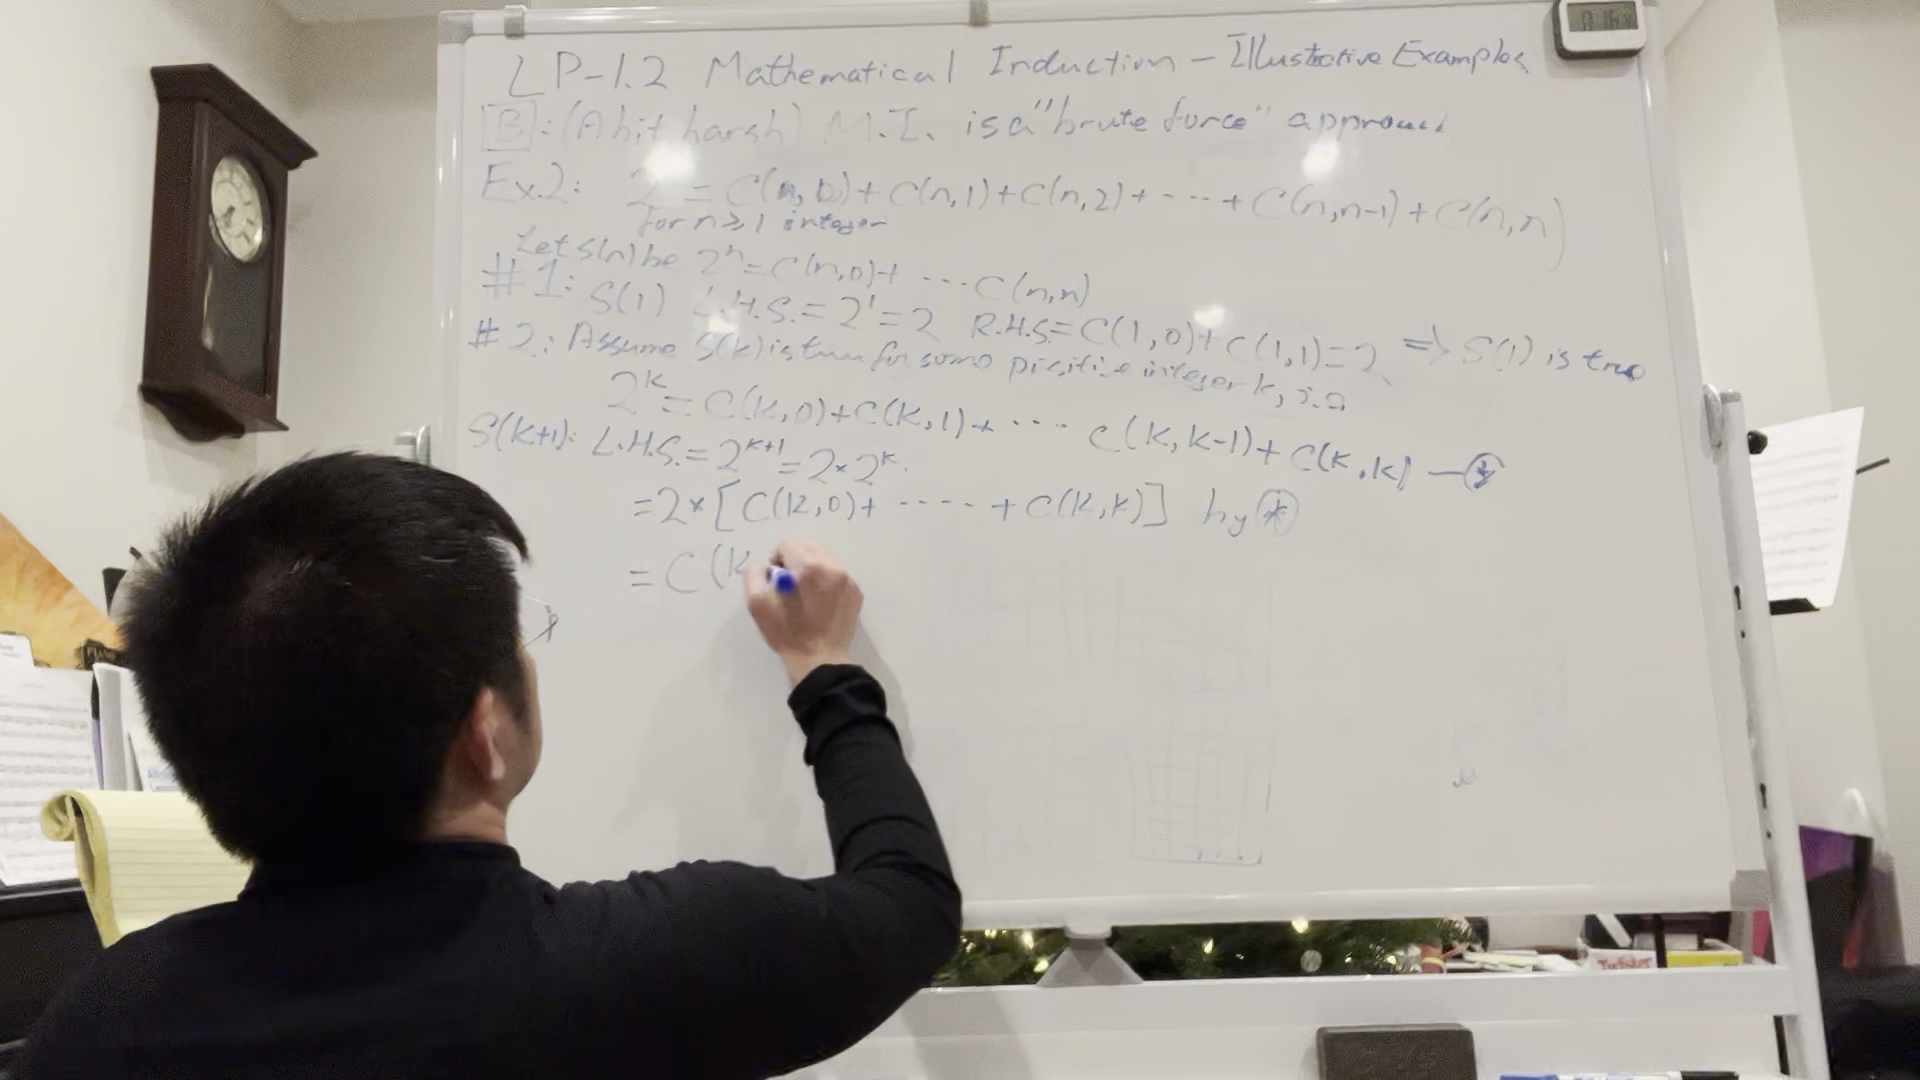 LP-1.2 Mathematical Induction - Illustrative Examples
B: (A bit harsh) M.I. is a "brute force" approach
Ex.2: 2 = C(n,0)+C(n,1)+C(n,2)+ ---- + C(n,n-1)+C(n,n)
for n≥1 integer
Let S(n) be 2ⁿ=C(n,0)+ ...C(n,n)
#1: S(1) L.H.S.=2¹=2 R.H.S=C(1,0)+C(1,1)=2 => S(1) is true
#2: Assume S(k) is true for some positive integer k, i.e
2ᵏ=C(k,0)+C(k,1)+ .... C(k,k-1)+C(k,k) —⊛
S(k+1): L.H.S.=2ᵏ⁺¹=2×2ᵏ.
=2×[C(k,0)+ ----- +C(k,k)] by ⊛
=C(k
Twister